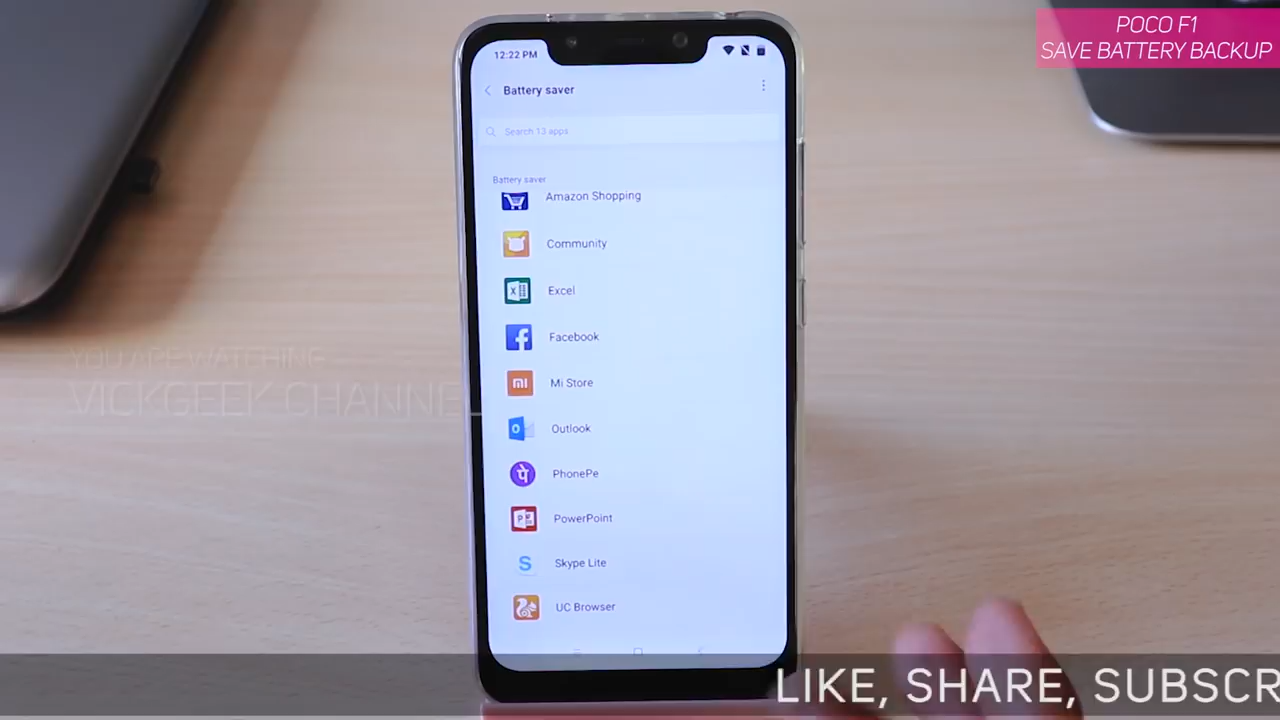 POCO F1
SAVE BATTERY BACKUP
12:22 PM
Battery saver
Search 13 apps
Battery saver
Amazon Shopping
Community
Excel
Facebook
Mi Store
Outlook
PhonePe
PowerPoint
Skype Lite
UC Browser
YOU ARE WATCHING
VICKGEEK CHANNEL
LIKE, SHARE, SUBSCR